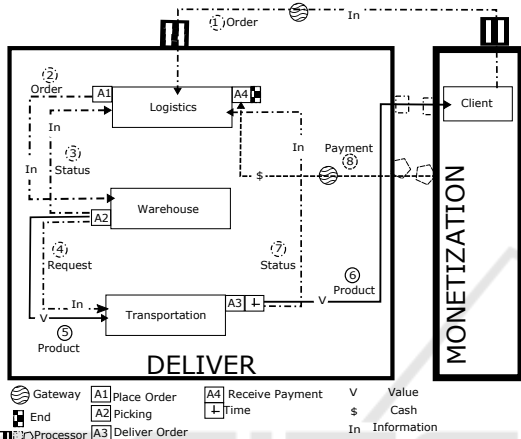 ① Order
In
② Order
A1
Logistics
A4
Client
In
In
In
③ Status
Payment ⑧
$
Warehouse
A2
④ Request
⑦ Status
⑥ Product
In
Transportation
A3
V
V
⑤ Product
DELIVER
MONETIZATION
Gateway
A1 Place Order
A4 Receive Payment
V Value
End
A2 Picking
Time
$ Cash
Processor
A3 Deliver Order
In Information